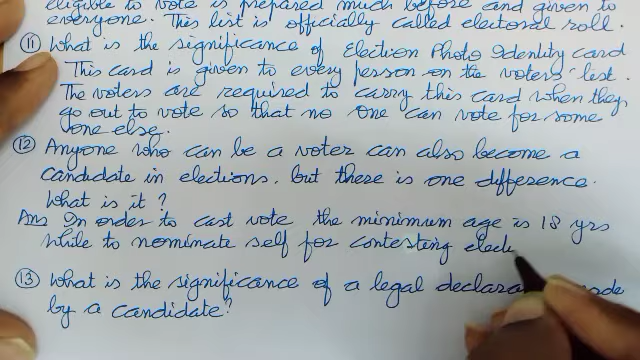 eligible to vote is prepared much before and given to
everyone. This list is officially called electoral roll.
11 What is the significance of Election Photo Identity Card
This card is given to every person on the voters' list.
The voters are required to carry this card when they
go out to vote so that no one can vote for some
one else.
12 Anyone who can be a voter can also become a
candidate in elections. but there is one difference.
What is it?
Ans In order to cast vote the minimum age is 18 yrs
while to nominate self for contesting elect
13 What is the significance of a legal declara
by a candidate?